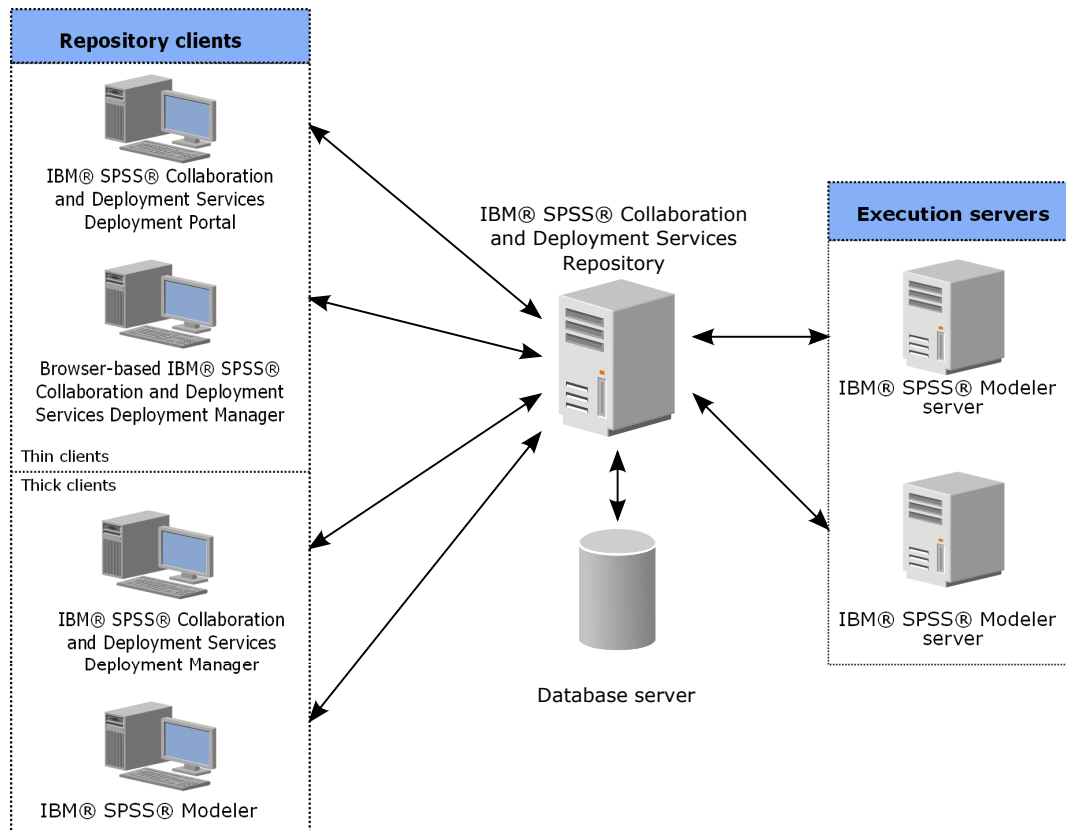 Repository clients
IBM® SPSS® Collaboration
and Deployment Services
Deployment Portal
Browser-based IBM® SPSS®
Collaboration and Deployment
Services Deployment Manager
Thin clients
Thick clients
IBM® SPSS® Collaboration
and Deployment Services
Deployment Manager
IBM® SPSS® Modeler
IBM® SPSS® Collaboration
and Deployment Services
Repository
Database server
Execution servers
IBM® SPSS® Modeler
server
IBM® SPSS® Modeler
server